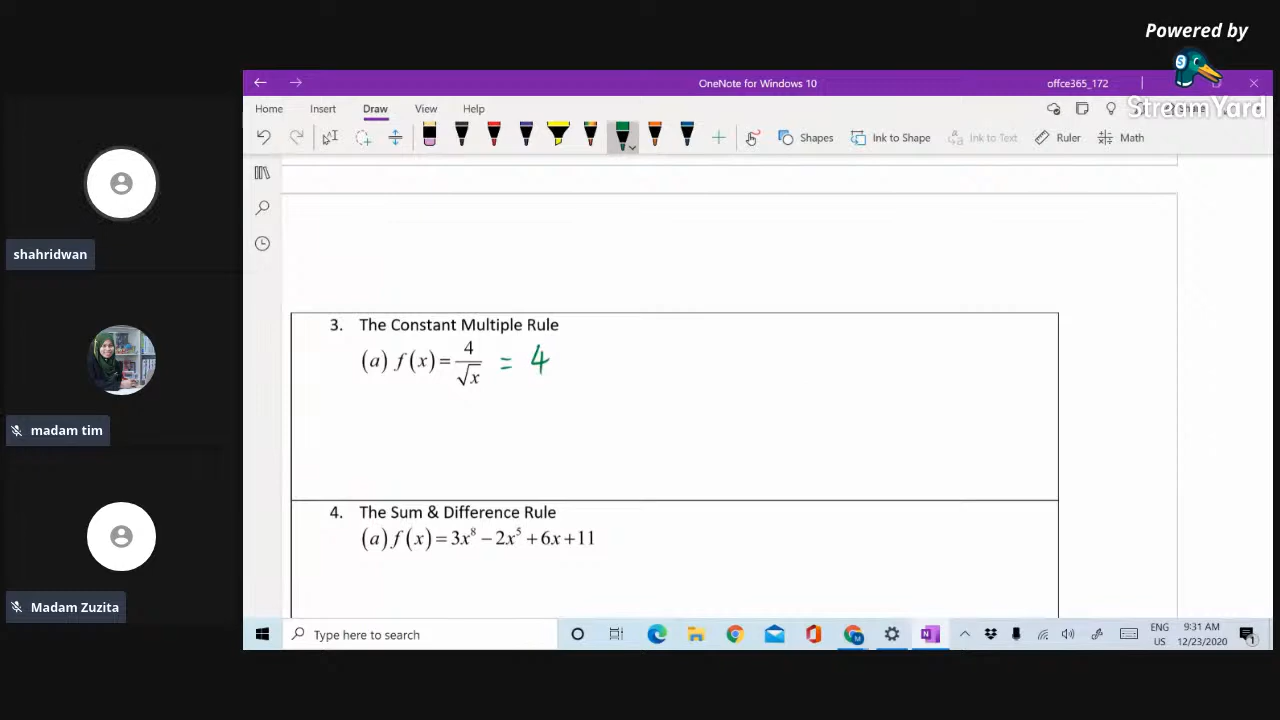 Powered by
StreamYard
OneNote for Windows 10
offce365_172
Home Insert Draw View Help
Shapes Ink to Shape Ink to Text Ruler Math
shahridwan
madam tim
Madam Zuzita
3. The Constant Multiple Rule
(a) f(x) = 4/√x = 4
4. The Sum & Difference Rule
(a) f(x) = 3x⁸ − 2x⁵ + 6x + 11
Type here to search
ENG
US
9:31 AM
12/23/2020